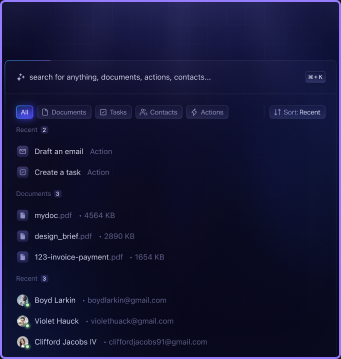 search for anything, documents, actions, contacts...
⌘ + K
All Documents Tasks Contacts Actions Sort: Recent
Recent 2
Draft an email Action
Create a task Action
Documents 3
mydoc.pdf • 4564 KB
design_brief.pdf • 2890 KB
123-invoice-payment.pdf • 1654 KB
Recent 3
Boyd Larkin • boydlarkin@gmail.com
Violet Hauck • violethuack@gmail.com
Clifford Jacobs IV • cliffordjacobs91@gmail.com